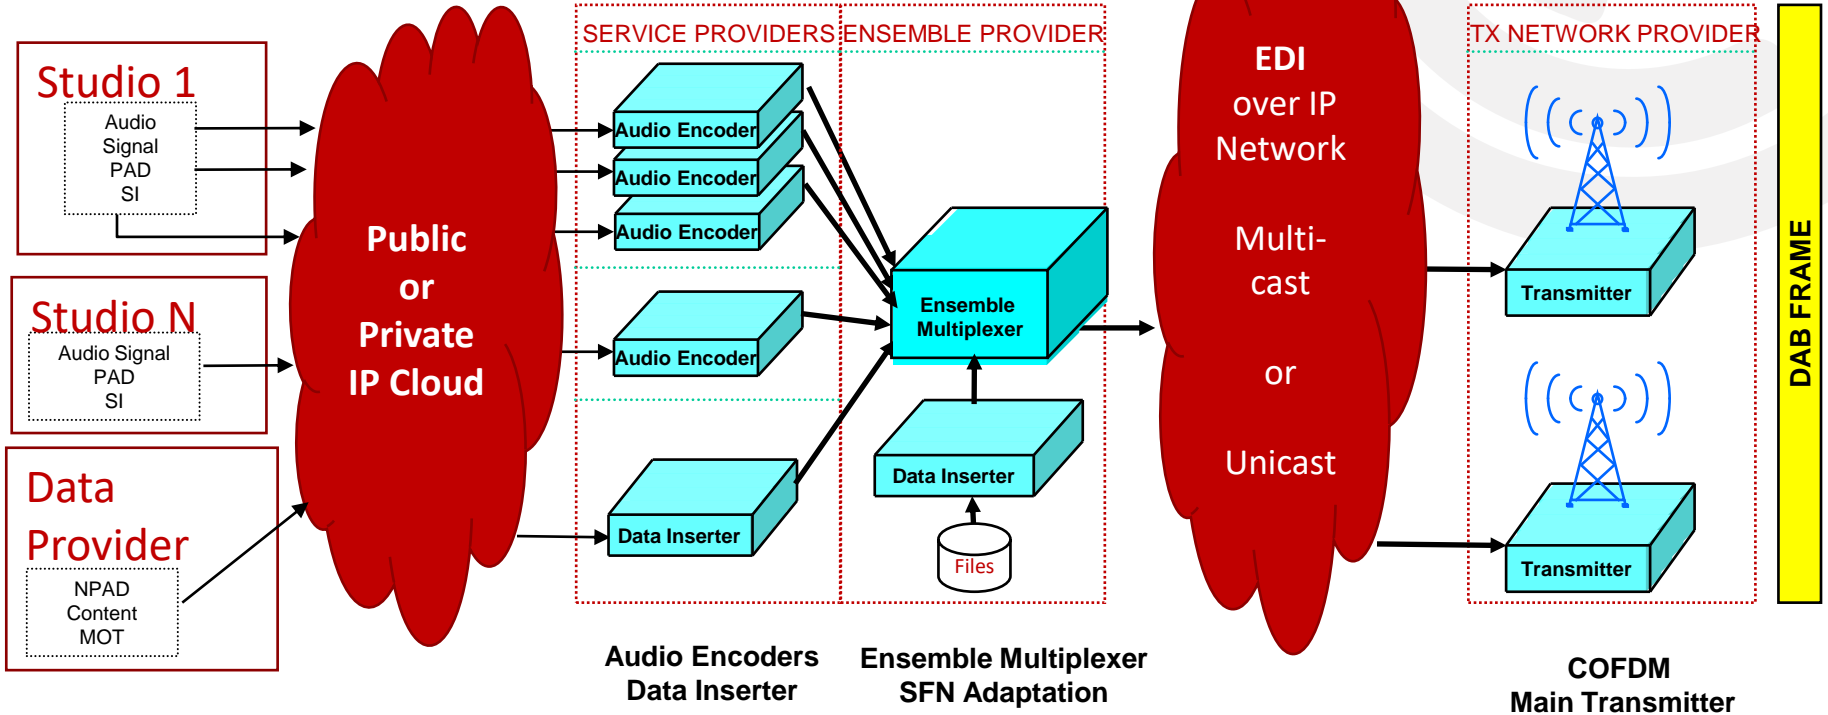 Studio 1
Audio
Signal
PAD
SI
Studio N
Audio Signal
PAD
SI
Data
Provider
NPAD
Content
MOT
Public
or
Private
IP Cloud
SERVICE PROVIDERS
Audio Encoder
Audio Encoder
Audio Encoder
Audio Encoder
Data Inserter
Audio Encoders
Data Inserter
ENSEMBLE PROVIDER
Ensemble
Multiplexer
Data Inserter
Files
Ensemble Multiplexer
SFN Adaptation
EDI
over IP
Network
Multi-
cast
or
Unicast
TX NETWORK PROVIDER
Transmitter
Transmitter
COFDM
Main Transmitter
DAB FRAME